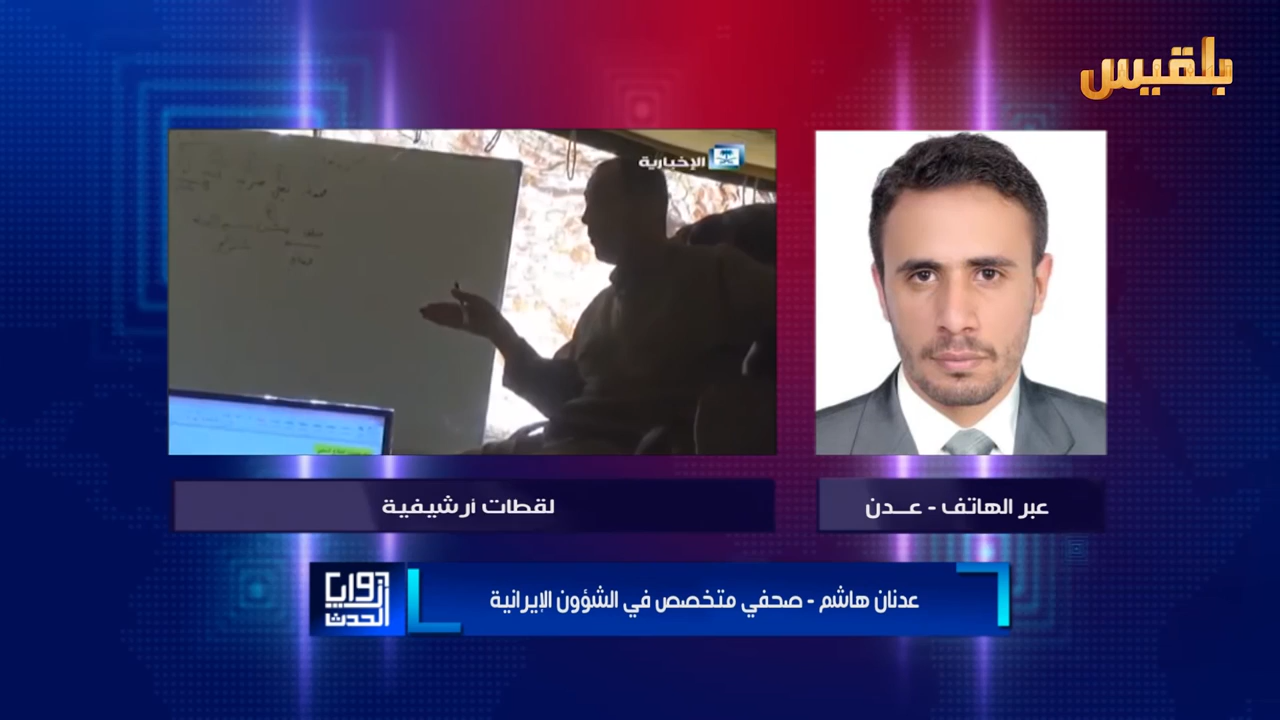 بلقيس
الإخبارية
لقطات أرشيفية
عبر الهاتف - عـدن
عدنان هاشم - صحفي متخصص في الشؤون الإيرانية
زوايا
الحدث